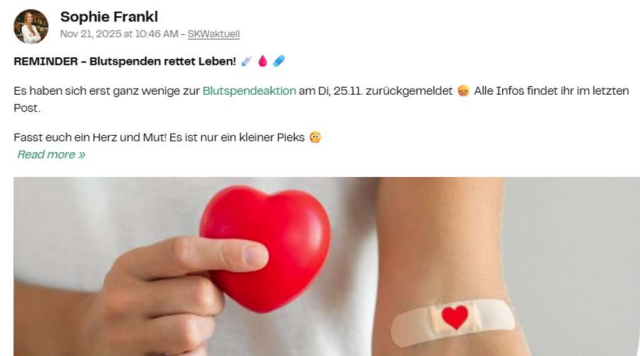 Sophie Frankl
Nov 21, 2025 at 10:46 AM – SKWaktuell
REMINDER - Blutspenden rettet Leben! 💉🩸🩹
Es haben sich erst ganz wenige zur Blutspendeaktion am Di, 25.11. zurückgemeldet 😖 Alle Infos findet ihr im letzten
Post.
Fasst euch ein Herz und Mut! Es ist nur ein kleiner Pieks 🫣
Read more »